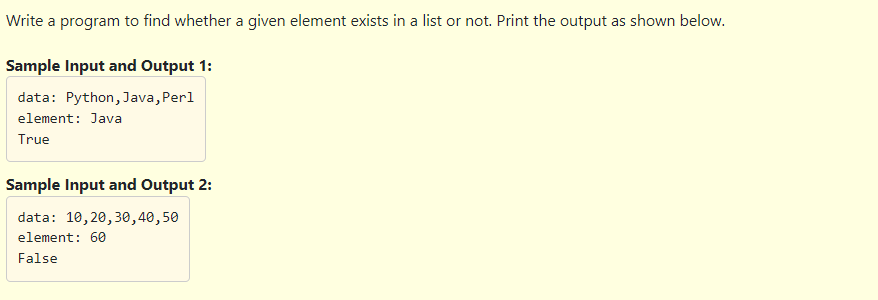 Write a program to find whether a given element exists in a list or not. Print the output as shown below.
Sample Input and Output 1:
data: Python,Java,Perl
element: Java
True
Sample Input and Output 2:
data: 10,20,30,40,50
element: 60
False